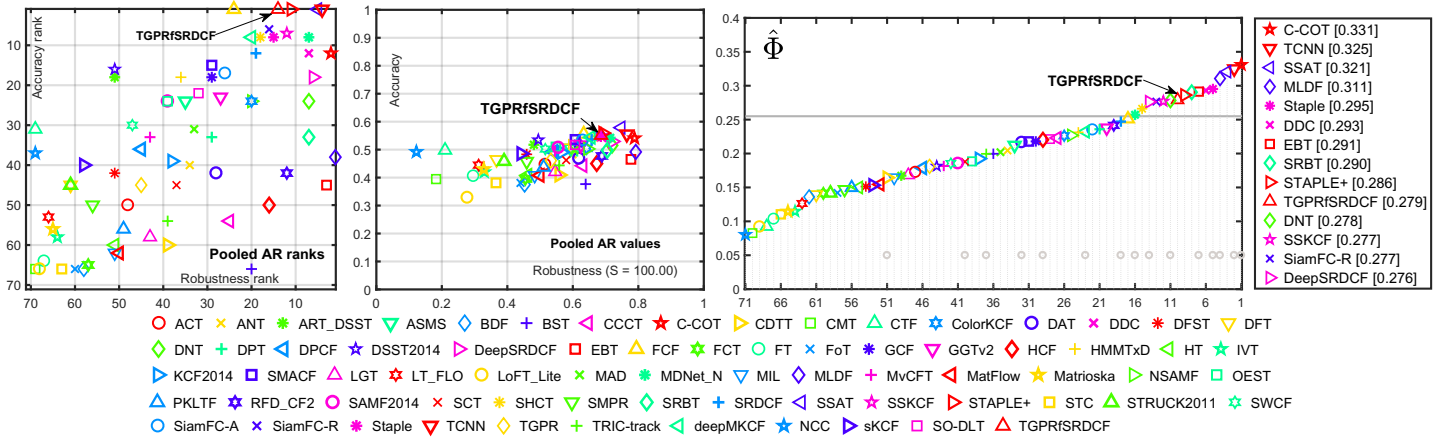 TGPRfSRDCF
Accuracy rank
10
20
30
40
50
60
70
Pooled AR ranks
Robustness rank
70
60
50
40
30
20
10
1
0.9
0.8
0.7
0.6
0.5
0.4
0.3
0.2
0.1
0
Accuracy
TGPRfSRDCF
Pooled AR values
Robustness (S = 100.00)
0
0.2
0.4
0.6
0.8
1
0.4
0.35
0.3
0.25
0.2
0.15
0.1
0.05
0
Φ̂
TGPRfSRDCF
71
66
61
56
51
46
41
36
31
26
21
16
11
6
1
C-COT [0.331]
TCNN [0.325]
SSAT [0.321]
MLDF [0.311]
Staple [0.295]
DDC [0.293]
EBT [0.291]
SRBT [0.290]
STAPLE+ [0.286]
TGPRfSRDCF [0.279]
DNT [0.278]
SSKCF [0.277]
SiamFC-R [0.277]
DeepSRDCF [0.276]
ACT ANT ART_DSST ASMS BDF BST CCCT C-COT CDTT CMT CTF ColorKCF DAT DDC DFST DFT
DNT DPT DPCF DSST2014 DeepSRDCF EBT FCF FCT FT FoT GCF GGTv2 HCF HMMTxD HT IVT
KCF2014 SMACF LGT LT_FLO LoFT_Lite MAD MDNet_N MIL MLDF MvCFT MatFlow Matrioska NSAMF OEST
PKLTF RFD_CF2 SAMF2014 SCT SHCT SMPR SRBT SRDCF SSAT SSKCF STAPLE+ STC STRUCK2011 SWCF
SiamFC-A SiamFC-R Staple TCNN TGPR TRIC-track deepMKCF NCC sKCF SO-DLT TGPRfSRDCF